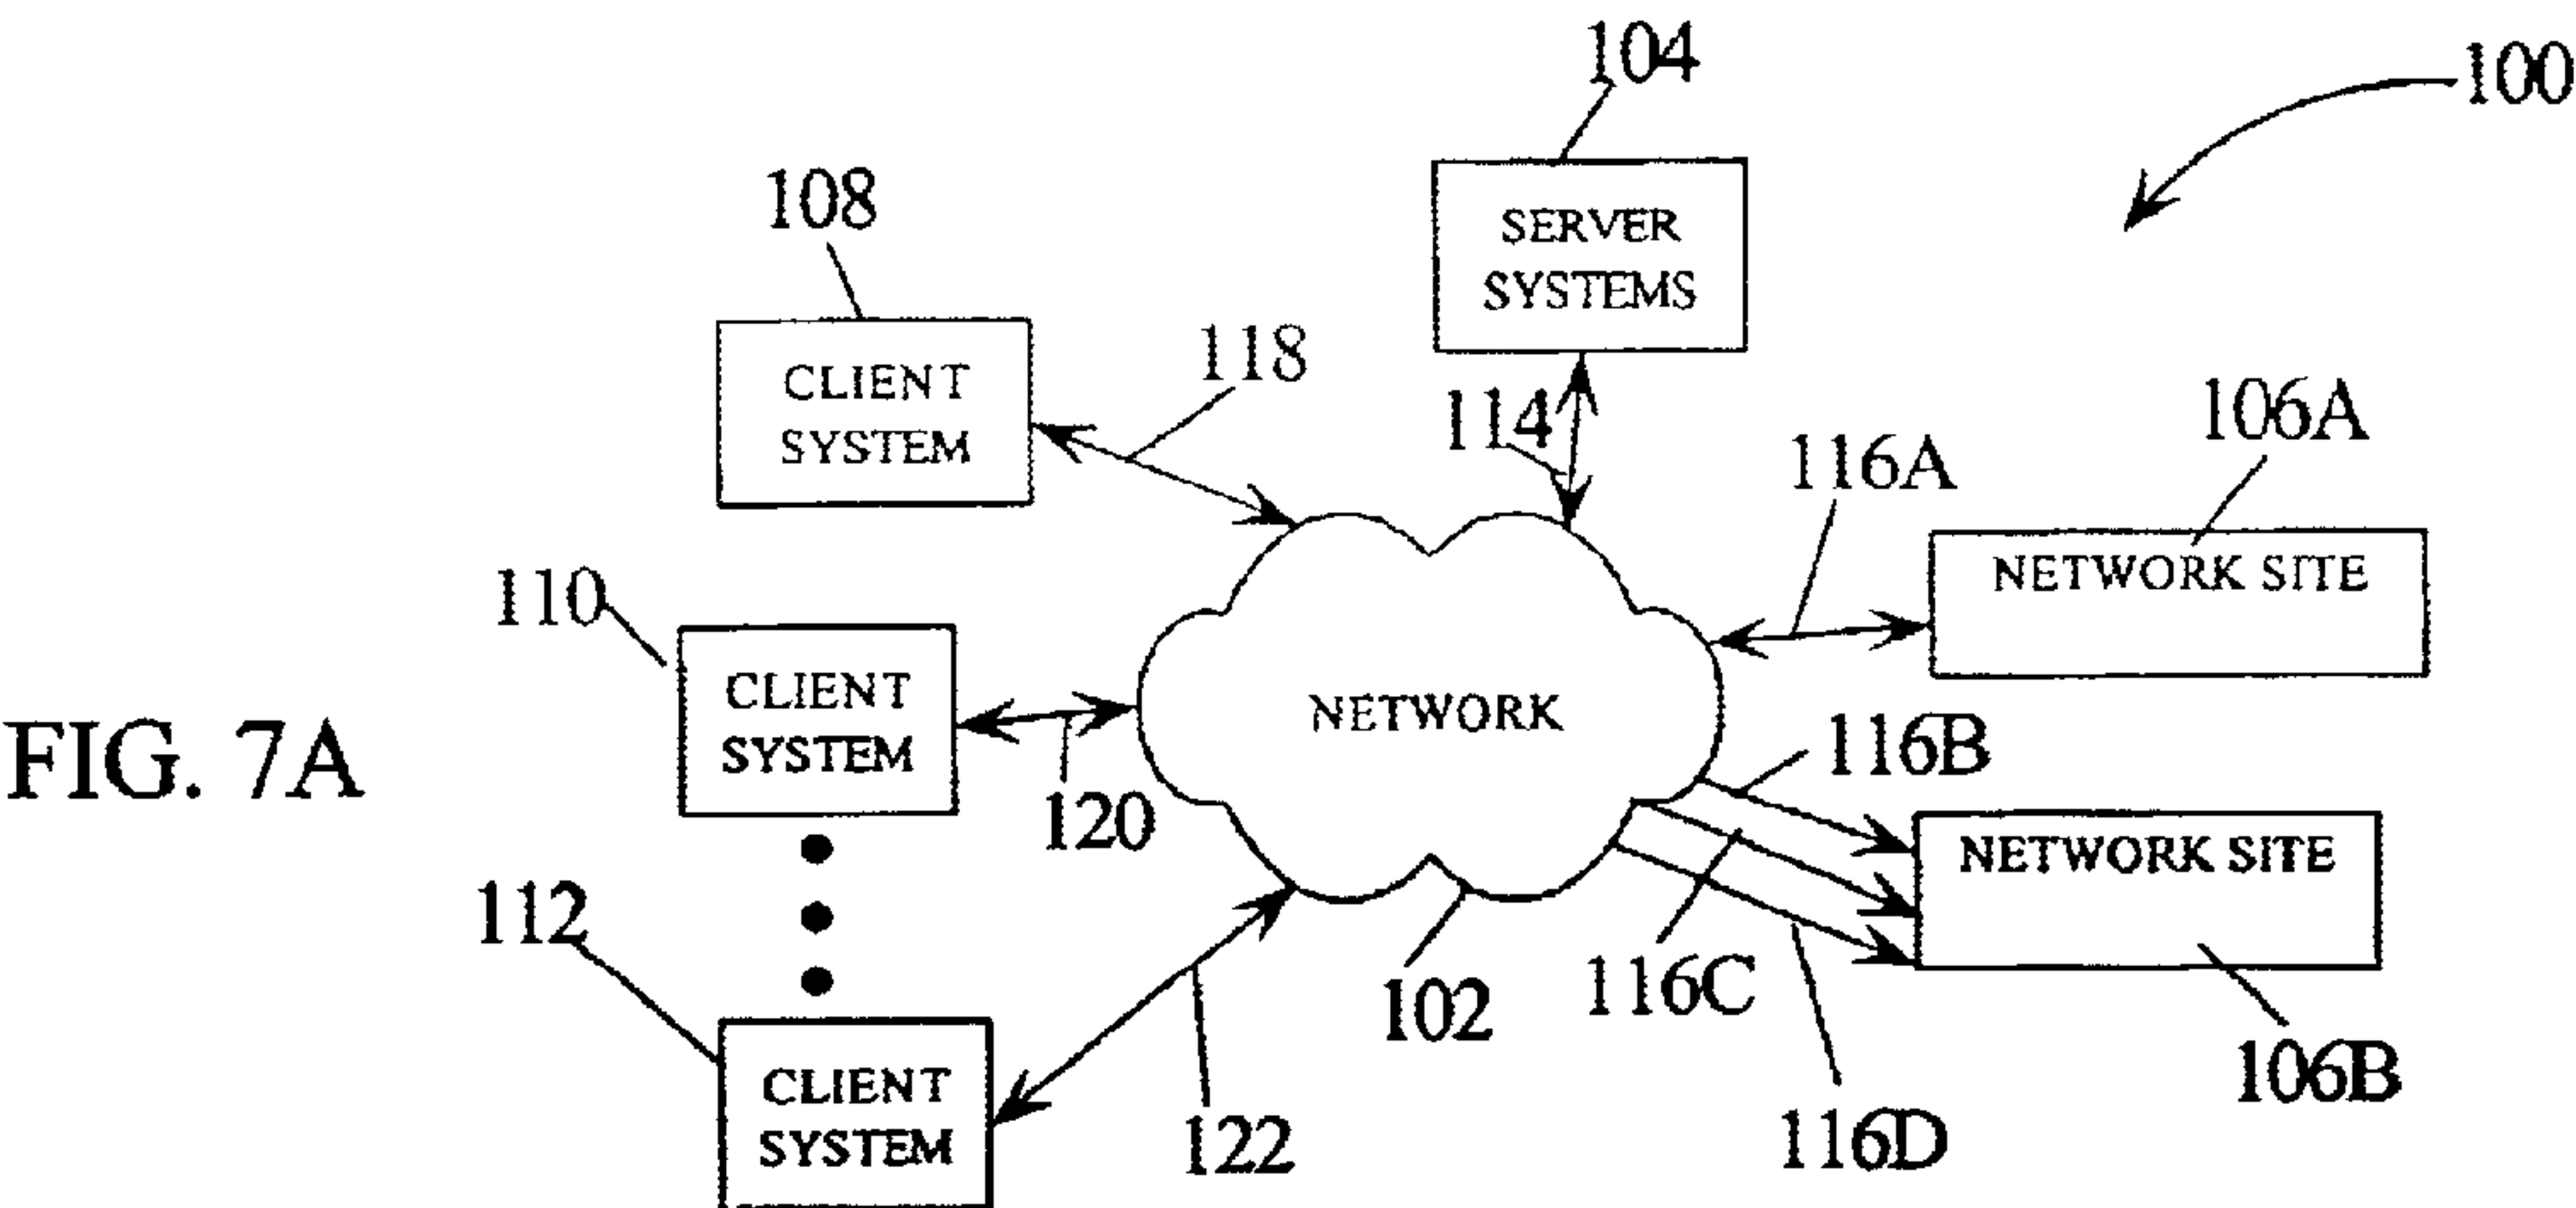 104
100
108
SERVER
SYSTEMS
118
CLIENT
SYSTEM
114
106A
116A
NETWORK SITE
110
CLIENT
SYSTEM
NETWORK
FIG. 7A
116B
120
NETWORK SITE
112
116C
102
106B
CLIENT
SYSTEM
122
116D